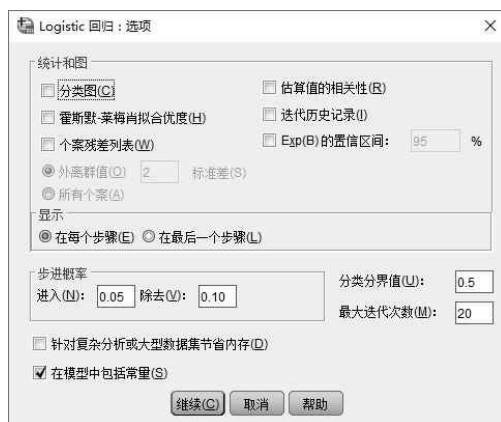 Logistic 回归：选项
统计和图
分类图(C)
估算值的相关性(R)
霍斯默-莱梅肖拟合优度(H)
迭代历史记录(I)
个案残差列表(W)
Exp(B) 的置信区间： 95 %
外离群值(O) 2 标准差(S)
所有个案(A)
显示
在每个步骤(E) 在最后一个步骤(L)
步进概率
进入(N)： 0.05 除去(V)： 0.10
分类分界值(U)： 0.5
最大迭代次数(M)： 20
针对复杂分析或大型数据集节省内存(D)
在模型中包括常量(S)
继续(C) 取消 帮助